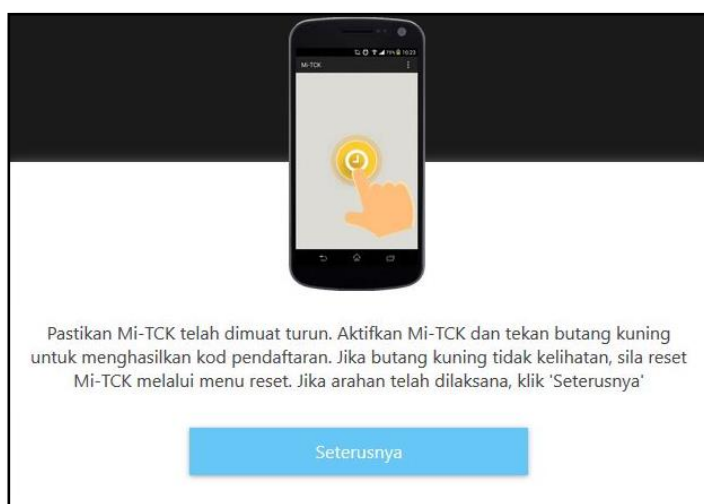 Mi-TCK
Pastikan Mi-TCK telah dimuat turun. Aktifkan Mi-TCK dan tekan butang kuning
untuk menghasilkan kod pendaftaran. Jika butang kuning tidak kelihatan, sila reset
Mi-TCK melalui menu reset. Jika arahan telah dilaksana, klik 'Seterusnya'
Seterusnya